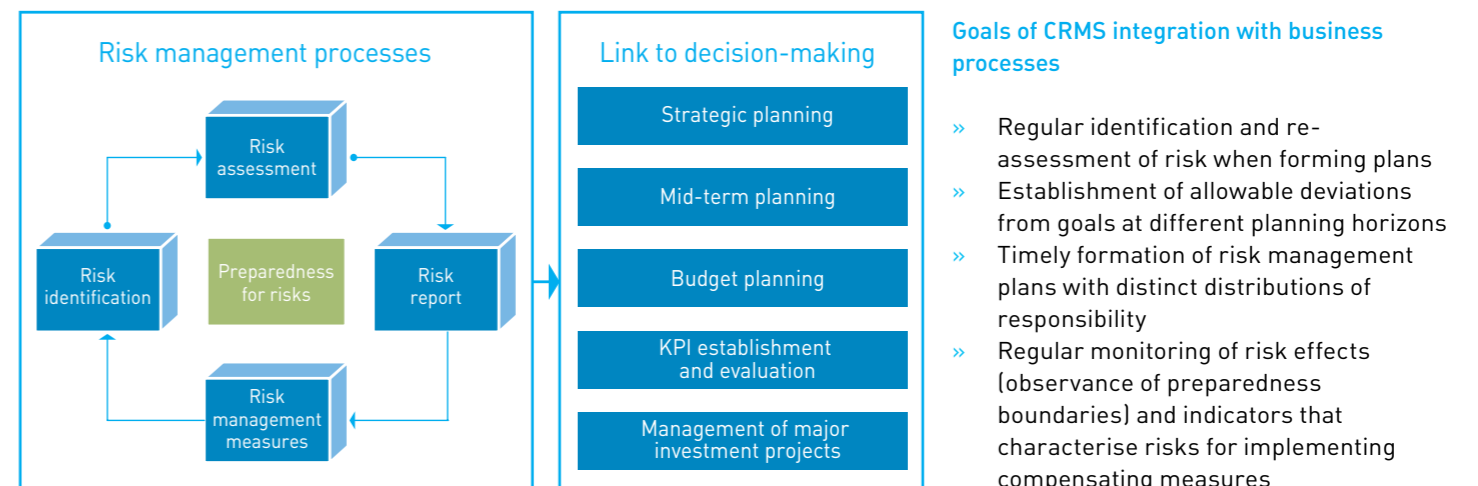 Risk management processes
Risk
assessment
Risk
identification
Preparedness
for risks
Risk
report
Risk
management
measures
Link to decision-making
Strategic planning
Mid-term planning
Budget planning
KPI establishment
and evaluation
Management of major
investment projects
Goals of CRMS integration with business
processes
» Regular identification and re-
assessment of risk when forming plans
» Establishment of allowable deviations
from goals at different planning horizons
» Timely formation of risk management
plans with distinct distributions of
responsibility
» Regular monitoring of risk effects
(observance of preparedness
boundaries) and indicators that
characterise risks for implementing
compensating measures